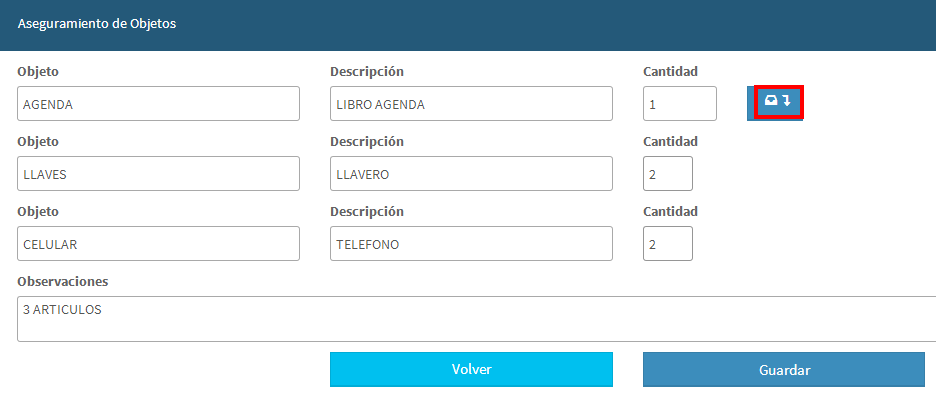 Aseguramiento de Objetos
Objeto Descripción Cantidad
AGENDA LIBRO AGENDA 1
Objeto Descripción Cantidad
LLAVES LLAVERO 2
Objeto Descripción Cantidad
CELULAR TELEFONO 2
Observaciones
3 ARTICULOS
Volver Guardar